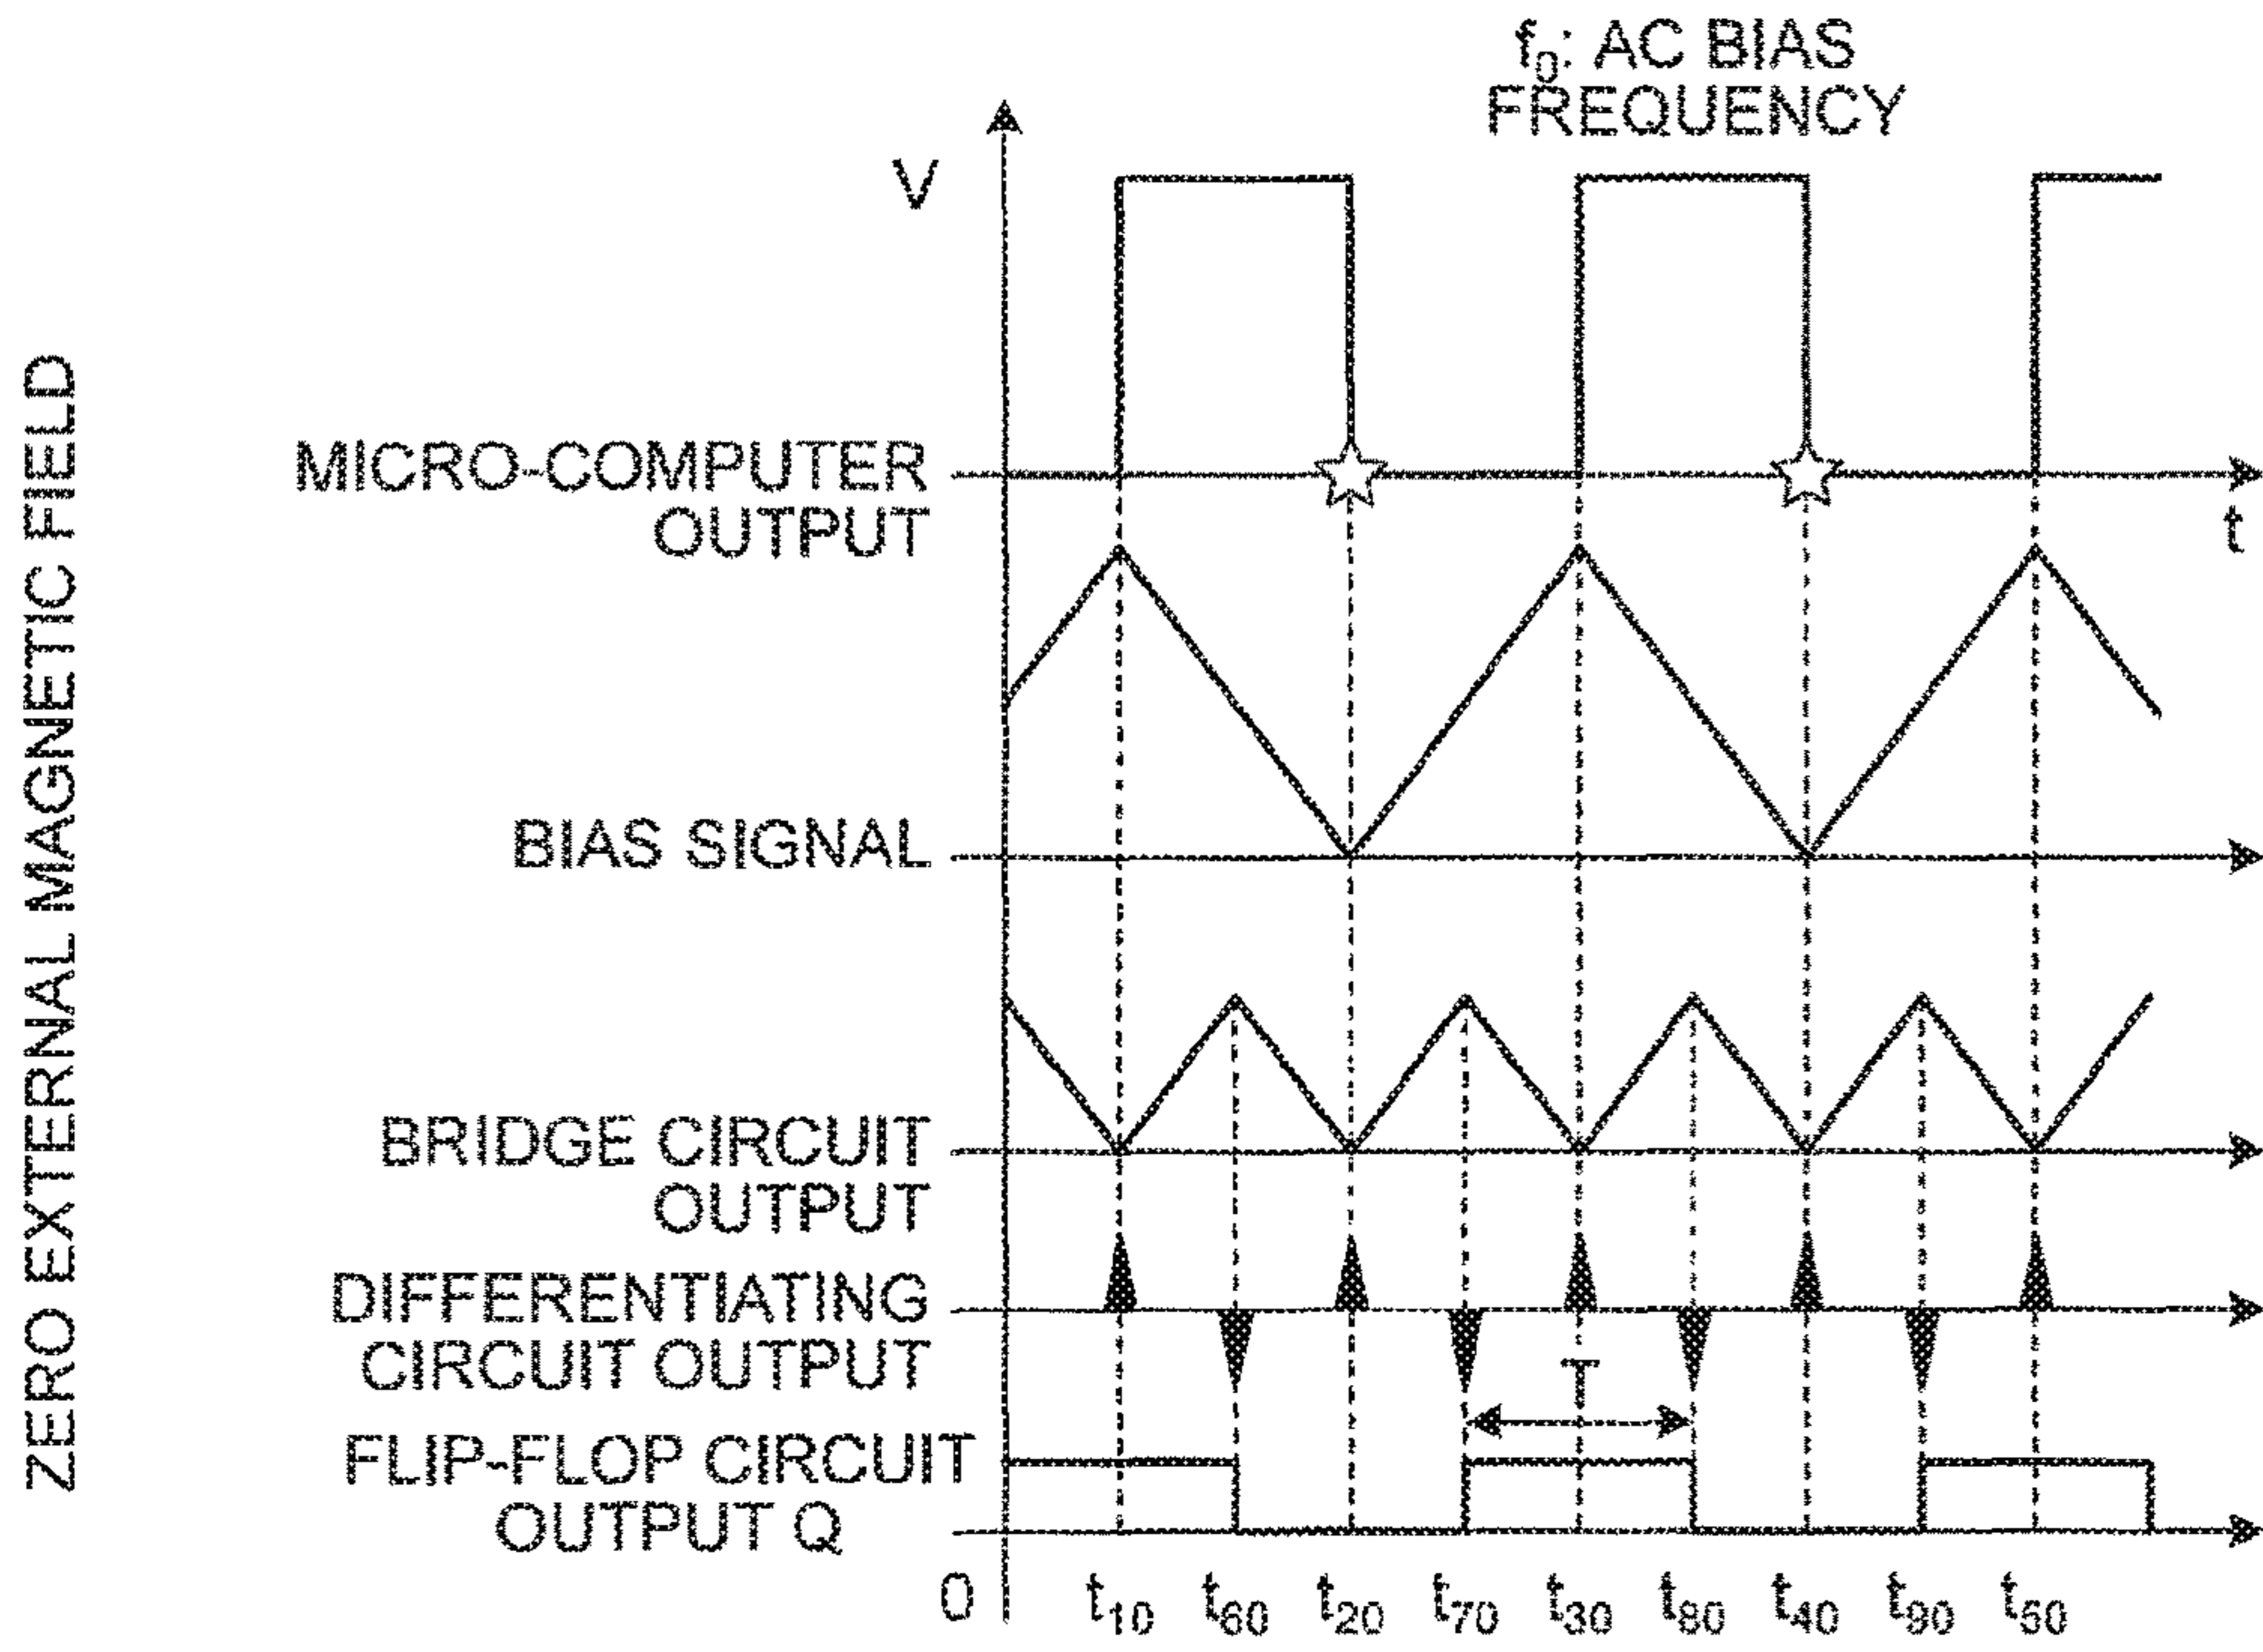 f₀: AC BIAS
FREQUENCY
V
MICRO-COMPUTER
OUTPUT
t
BIAS SIGNAL
BRIDGE CIRCUIT
OUTPUT
DIFFERENTIATING
CIRCUIT OUTPUT
T
FLIP-FLOP CIRCUIT
OUTPUT Q
0 t₁₀ t₆₀ t₂₀ t₇₀ t₃₀ t₈₀ t₄₀ t₉₀ t₅₀
ZERO EXTERNAL MAGNETIC FIELD